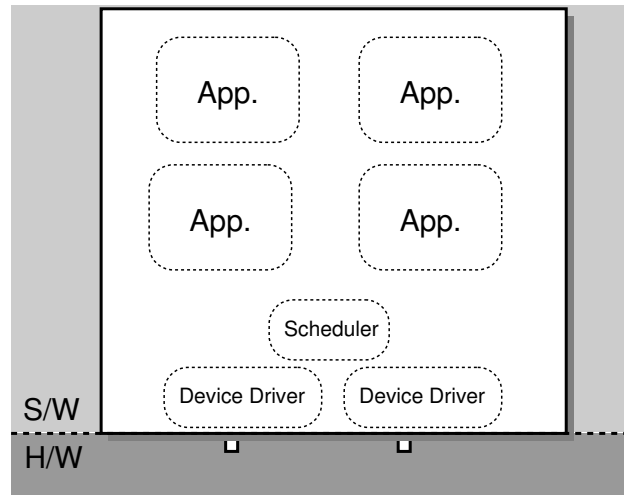 App.
App.
App.
App.
Scheduler
Device Driver
Device Driver
S/W
H/W